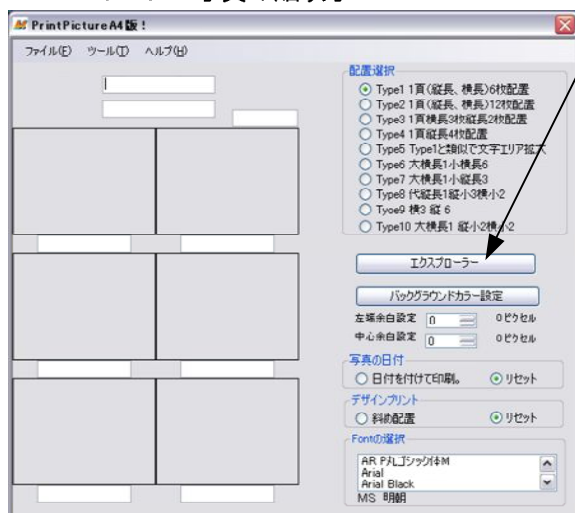 PrintPictureA4版!
ファイル(F) ツール(T) ヘルプ(H)
配置選択
Type1 1頁(縦長、横長)6枚配置
Type2 1頁(縦長、横長)12枚配置
Type3 1頁横長3枚縦長2枚配置
Type4 1頁縦長4枚配置
Type5 Type1と類似で文字エリア拡大
Type6 大横長1小横長6
Type7 大横長1小縦長3
Type8 代縦長1縦小3横小2
Tyoe9 横3 縦 6
Type10 大横長1 縦小2横小2
エクスプローラー
バックグラウンドカラー設定
左端余白設定 0 0ピクセル
中心余白設定 0 0ピクセル
写真の日付
日付を付けて印刷。 リセット
デザインプリント
斜め配置 リセット
Fontの選択
AR P丸ゴシック体M
Arial
Arial Black
MS 明朝